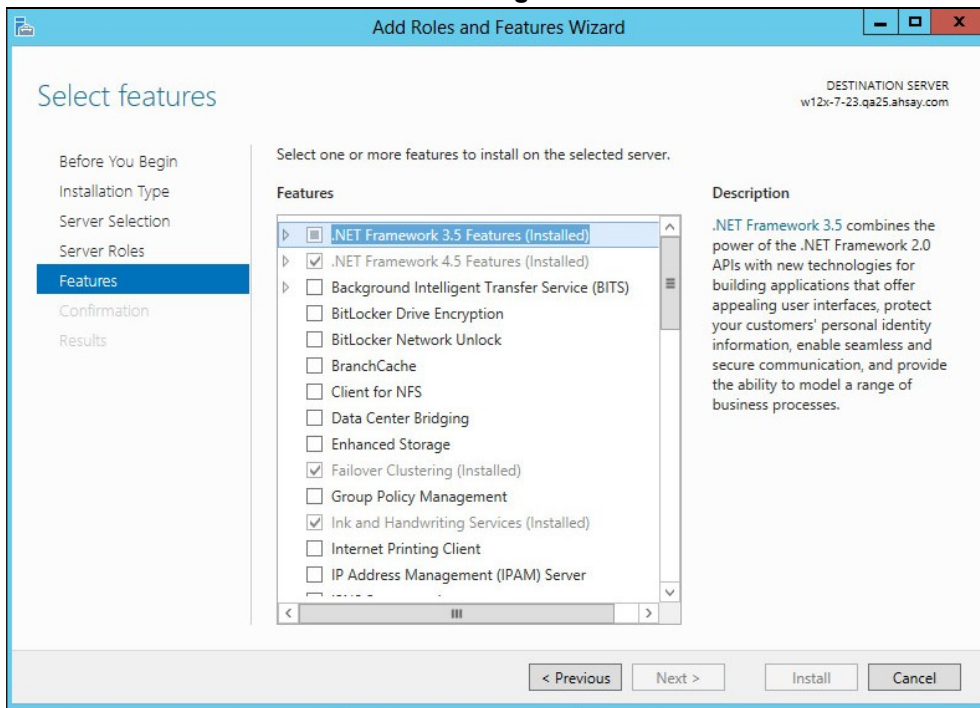 Add Roles and Features Wizard
Select features
DESTINATION SERVER
w12x-7-23.qa25.ahsay.com
Before You Begin
Installation Type
Server Selection
Server Roles
Features
Confirmation
Results
Select one or more features to install on the selected server.
Features
.NET Framework 3.5 Features (Installed)
.NET Framework 4.5 Features (Installed)
Background Intelligent Transfer Service (BITS)
BitLocker Drive Encryption
BitLocker Network Unlock
BranchCache
Client for NFS
Data Center Bridging
Enhanced Storage
Failover Clustering (Installed)
Group Policy Management
Ink and Handwriting Services (Installed)
Internet Printing Client
IP Address Management (IPAM) Server
Description
.NET Framework 3.5 combines the
power of the .NET Framework 2.0
APIs with new technologies for
building applications that offer
appealing user interfaces, protect
your customers' personal identity
information, enable seamless and
secure communication, and provide
the ability to model a range of
business processes.
< Previous
Next >
Install
Cancel